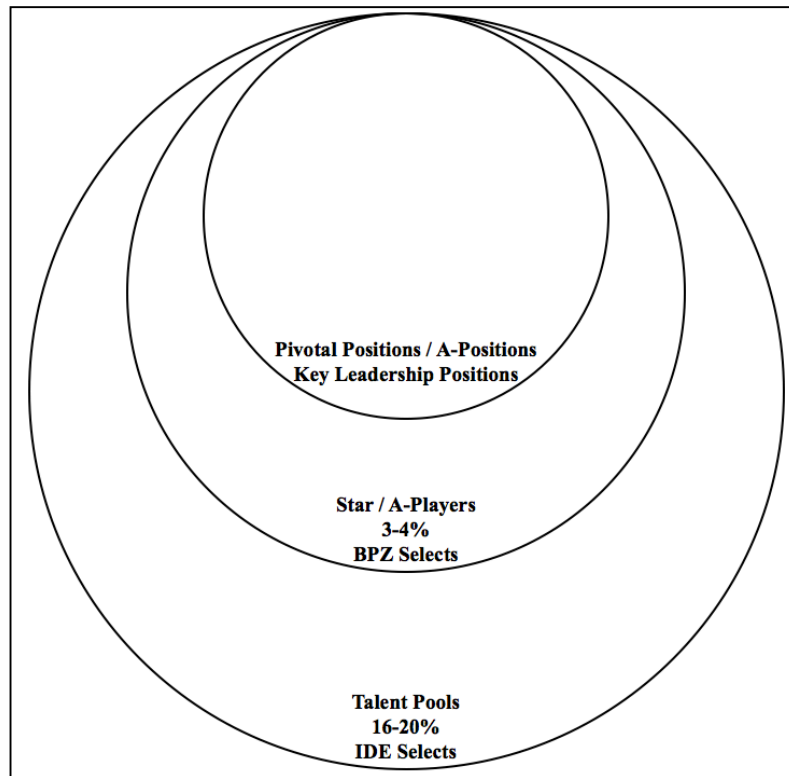 Pivotal Positions / A-Positions
Key Leadership Positions
Star / A-Players
3-4%
BPZ Selects
Talent Pools
16-20%
IDE Selects